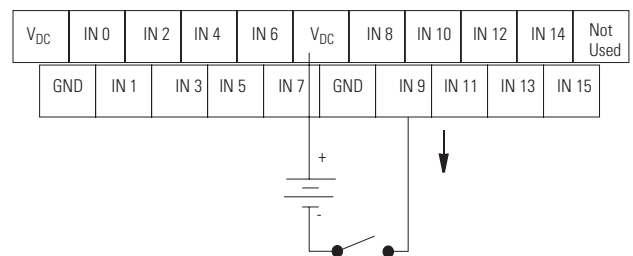 VDC IN 0 IN 2 IN 4 IN 6 VDC IN 8 IN 10 IN 12 IN 14 Not Used
GND IN 1 IN 3 IN 5 IN 7 GND IN 9 IN 11 IN 13 IN 15
+
-